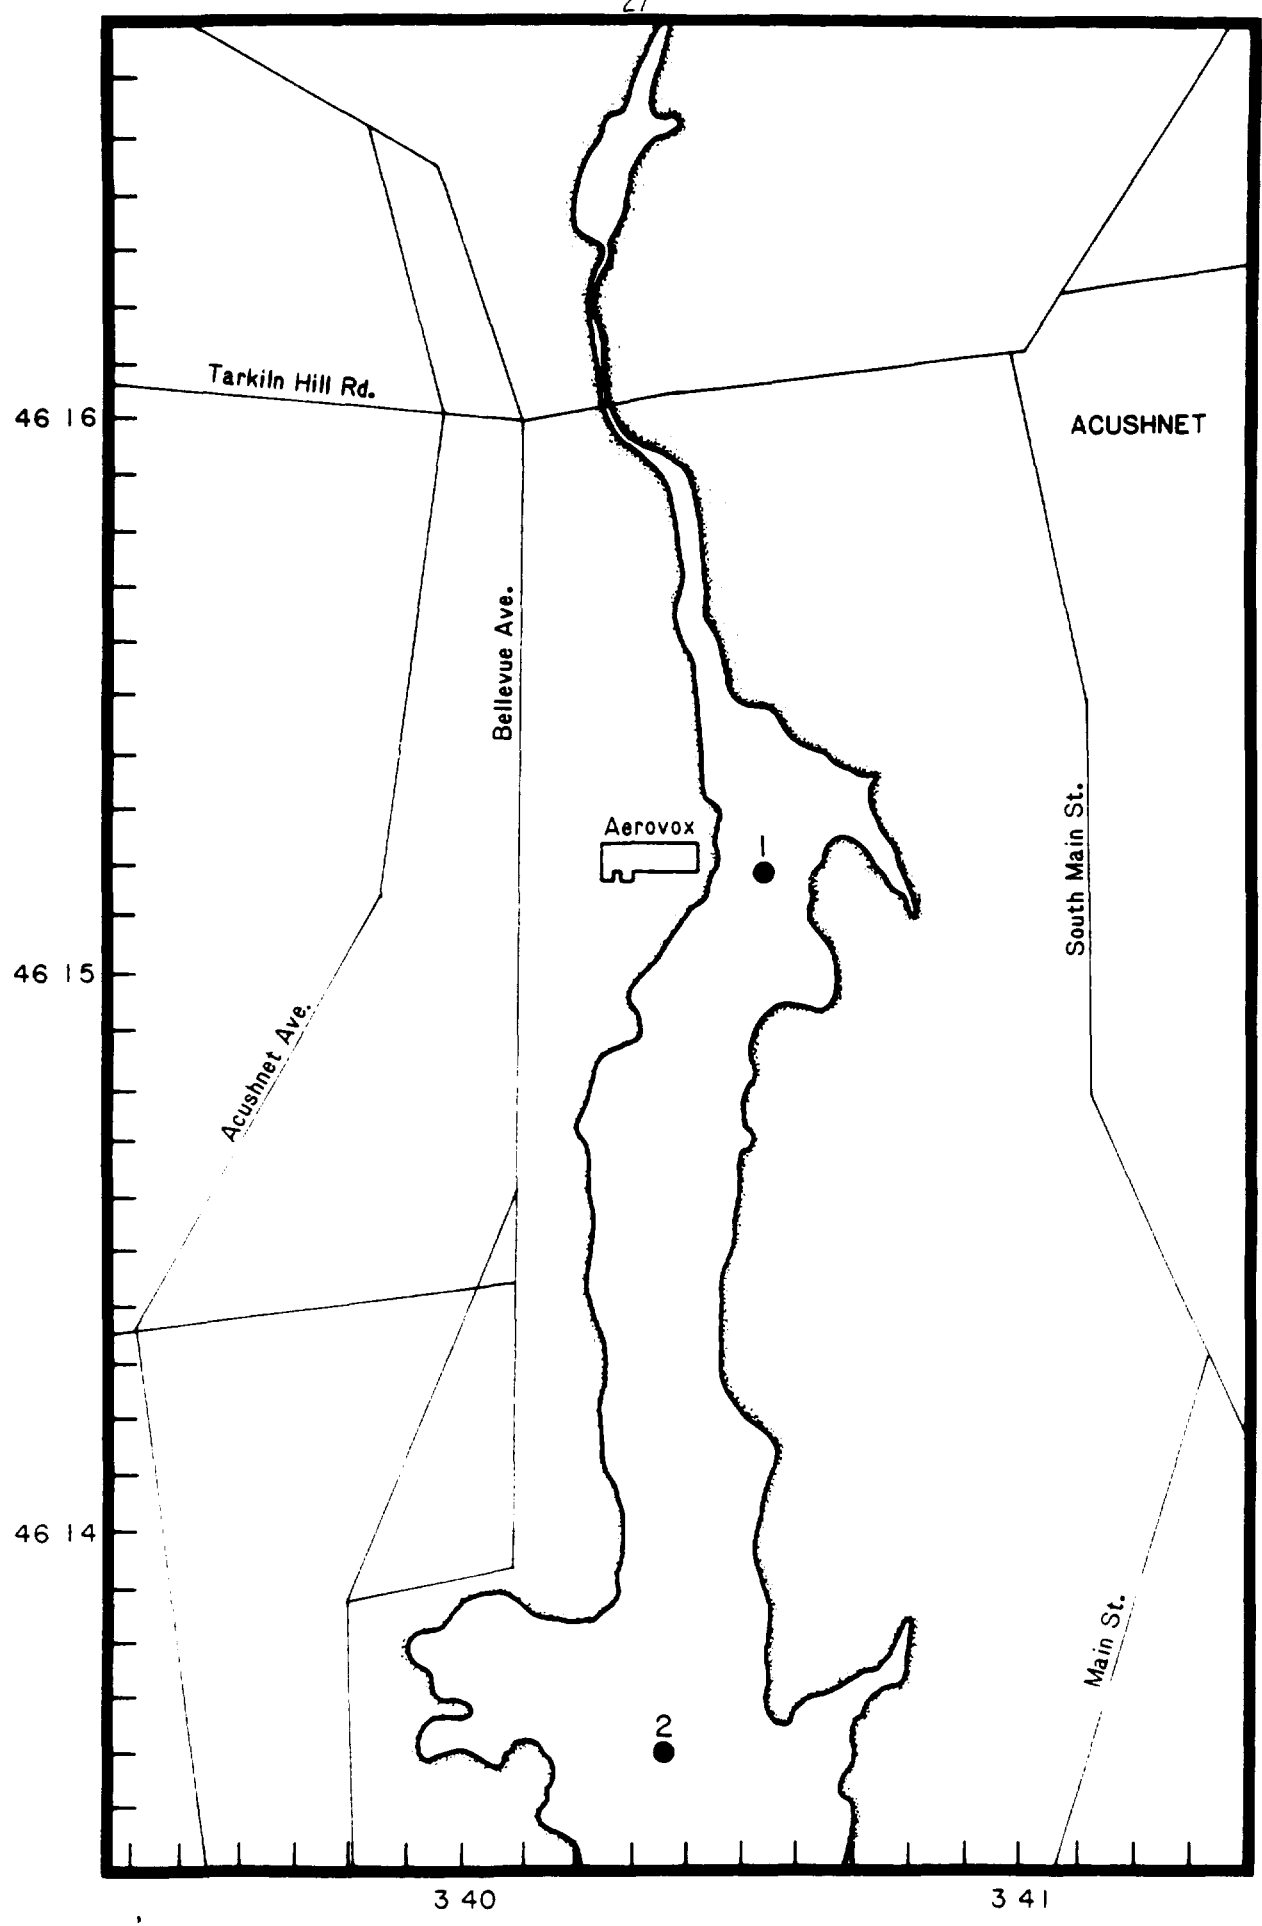 27
Tarkiln Hill Rd.
46 16
ACUSHNET
Bellevue Ave.
Aerovox
1
South Main St.
46 15
Acushnet Ave.
46 14
Main St.
2
3 40
3 41